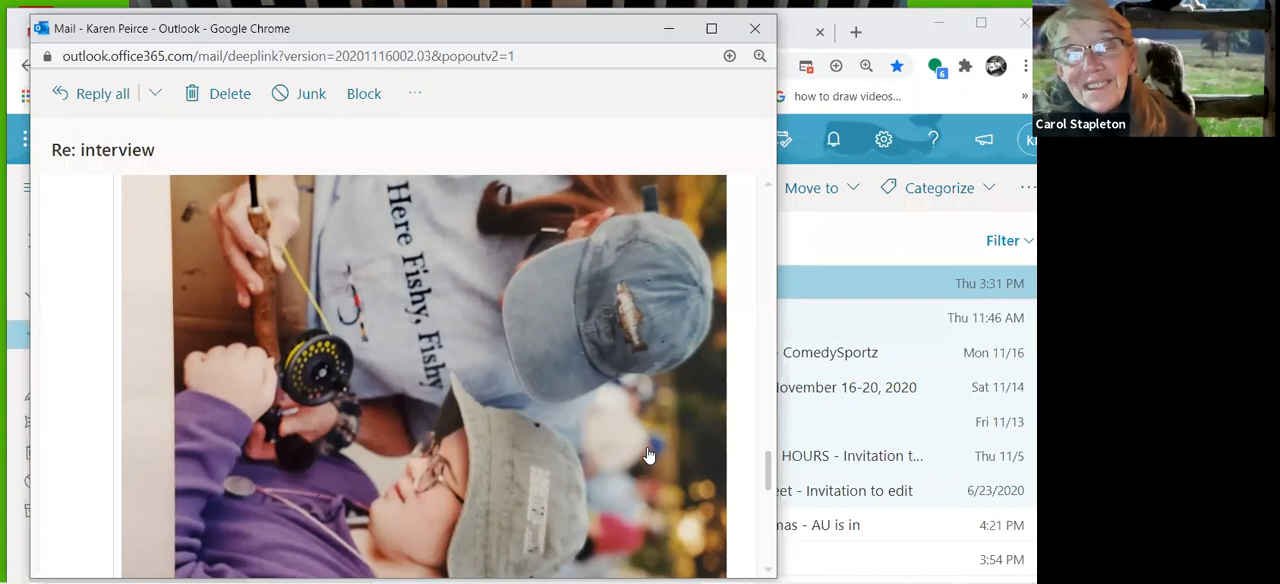 Mail - Karen Peirce - Outlook - Google Chrome
outlook.office365.com/mail/deeplink?version=20201116002.03&popoutv2=1
Reply all
Delete
Junk
Block
Re: interview
Here Fishy, Fishy
how to draw videos...
6
Move to
Categorize
Filter
Thu 3:31 PM
Thu 11:46 AM
- ComedySportz
Mon 11/16
ovember 16-20, 2020
Sat 11/14
Fri 11/13
HOURS - Invitation t...
Thu 11/5
eet - Invitation to edit
6/23/2020
mas - AU is in
4:21 PM
3:54 PM
Carol Stapleton